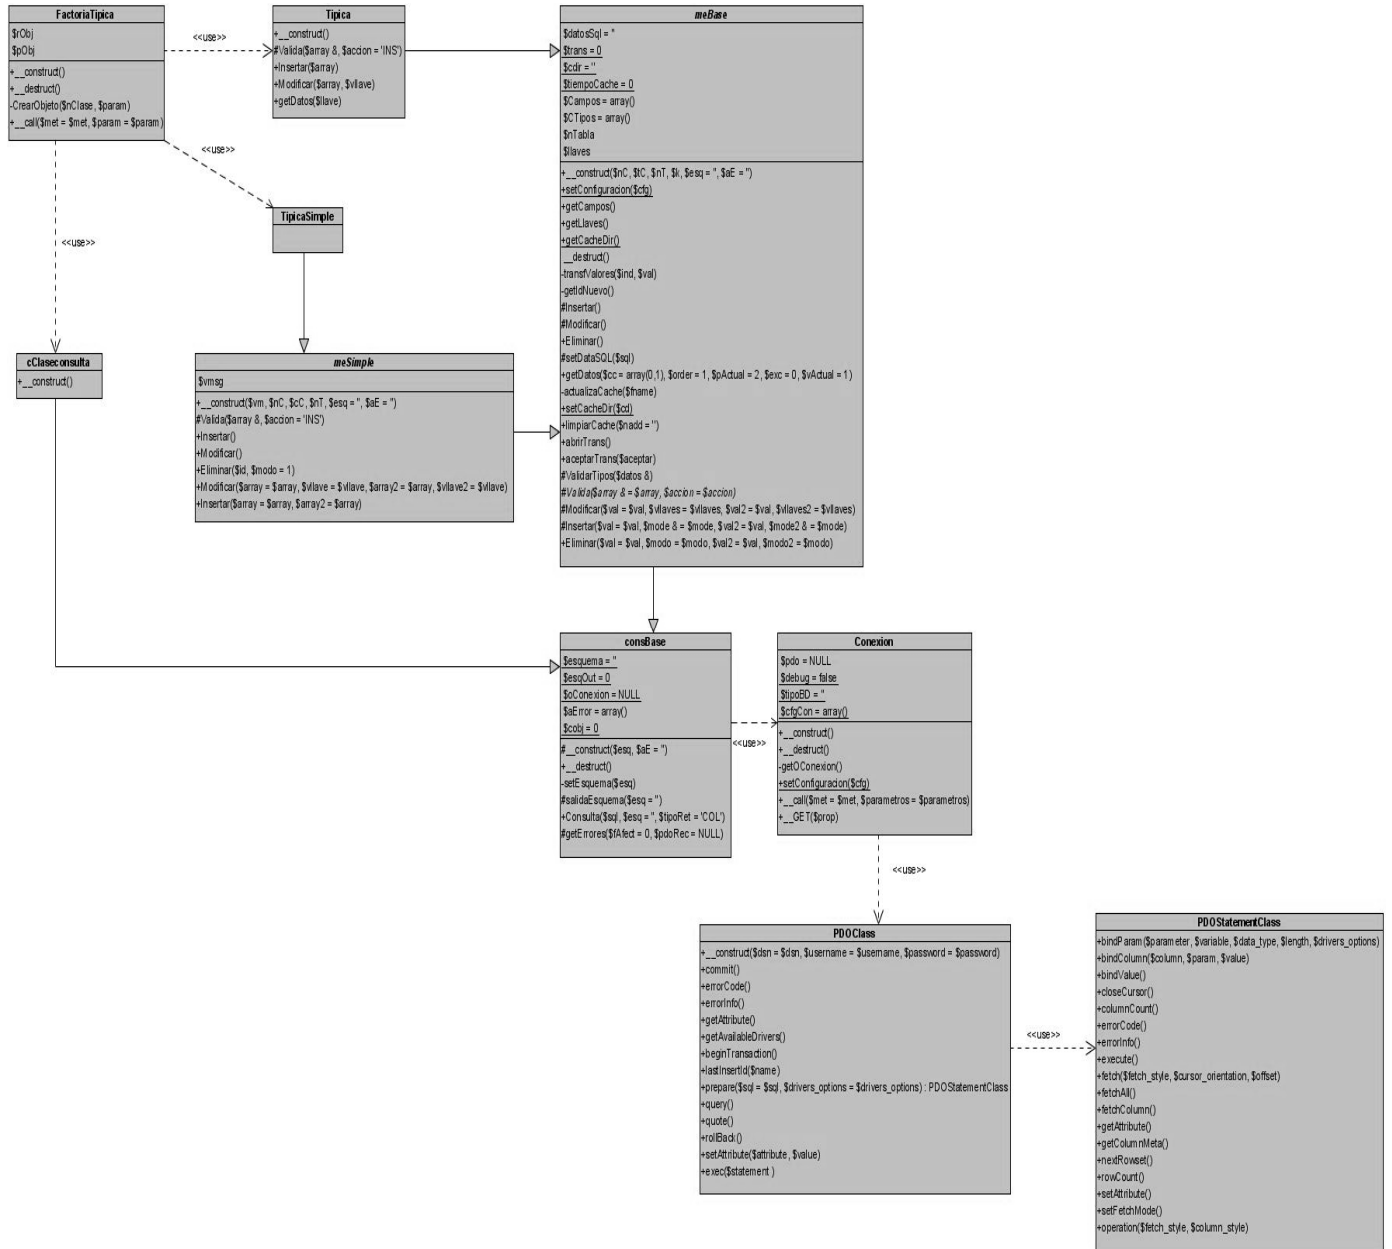 FactoriaTipica
$rObj
$pObj
+__construct()
+__destruct()
-CrearObjeto($nClase, $param)
+__call($met = $met, $param = $param)
<<use>>
Tipica
+__construct()
#Valida($array &, $accion = 'INS')
+Insertar($array)
+Modificar($array, $vllave)
+getDatos($llave)
<<use>>
<<use>>
TipicaSimple
cClaseconsulta
+__construct()
meSimple
$vmsg
+__construct($vm, $nC, $cC, $nT, $esq = '', $aE = '')
#Valida($array &, $accion = 'INS')
+Insertar()
+Modificar()
+Eliminar($id, $modo = 1)
+Modificar($array = $array, $vllave = $vllave, $array2 = $array, $vllave2 = $vllave)
+Insertar($array = $array, $array2 = $array)
meBase
$datosSql = ''
$trans = 0
$cdir = ''
$tiempoCache = 0
$Campos = array()
$CTipos = array()
$nTabla
$llaves
+__construct($nC, $tC, $nT, $k, $esq = '', $aE = '')
+setConfiguracion($cfg)
+getCampos()
+getLlaves()
+getCacheDir()
__destruct()
-transfValores($ind, $val)
-getIdNuevo()
#Insertar()
#Modificar()
+Eliminar()
#setDataSQL($sql)
+getDatos($cc = array(0,1), $order = 1, $pActual = 2, $exc = 0, $vActual = 1)
-actualizaCache($fname)
+setCacheDir($cd)
+limpiarCache($nadd = '')
+abrirTrans()
+aceptarTrans($aceptar)
#ValidarTipos($datos &)
#Valida($array & = $array, $accion = $accion)
#Modificar($val = $val, $vllaves = $vllaves, $val2 = $val, $vllaves2 = $vllaves)
#Insertar($val = $val, $mode & = $mode, $val2 = $val, $mode2 & = $mode)
+Eliminar($val = $val, $modo = $modo, $val2 = $val, $modo2 = $modo)
consBase
$esquema = ''
$esqOut = 0
$oConexion = NULL
$aError = array()
$cobj = 0
#__construct($esq, $aE = '')
+__destruct()
-setEsquema($esq)
#salidaEsquema($esq = '')
+Consulta($sql, $esq = '', $tipoRet = 'COL')
#getErrores($fAfect = 0, $pdoRec = NULL)
<<use>>
Conexion
$pdo = NULL
$debug = false
$tipoBD = ''
$cfgCon = array()
+__construct()
+__destruct()
-getOConexion()
+setConfiguracion($cfg)
+__call($met = $met, $parametros = $parametros)
+__GET($prop)
<<use>>
PDOClass
+__construct($dsn = $dsn, $username = $username, $password = $password)
+commit()
+errorCode()
+errorInfo()
+getAttribute()
+getAvailableDrivers()
+beginTransaction()
+lastInsertId($name)
+prepare($sql = $sql, $drivers_options = $drivers_options) : PDOStatementClass
+query()
+quote()
+rollBack()
+setAttribute($attribute, $value)
+exec($statement )
<<use>>
PDOStatementClass
+bindParam($parameter, $variable, $data_type, $length, $drivers_options)
+bindColumn($column, $param, $value)
+bindValue()
+closeCursor()
+columnCount()
+errorCode()
+errorInfo()
+execute()
+fetch($fetch_style, $cursor_orientation, $offset)
+fetchAll()
+fetchColumn()
+getAttribute()
+getColumnMeta()
+nextRowset()
+rowCount()
+setAttribute()
+setFetchMode()
+operation($fetch_style, $column_style)